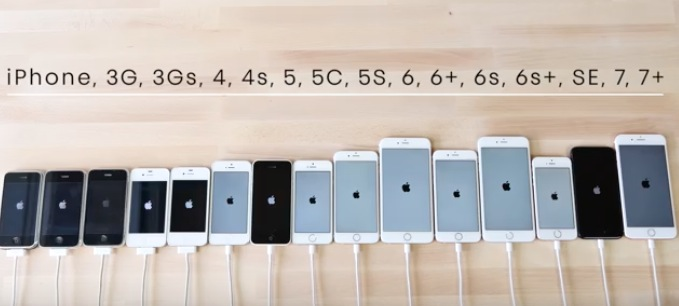 iPhone, 3G, 3Gs, 4, 4s, 5, 5C, 5S, 6, 6+, 6s, 6s+, SE, 7, 7+